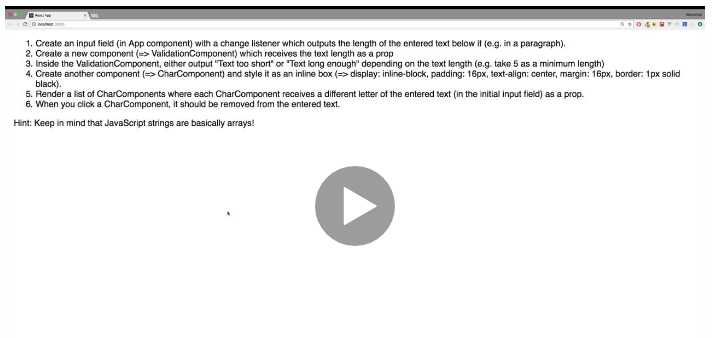 React App
localhost:3000
1. Create an input field (in App component) with a change listener which outputs the length of the entered text below it (e.g. in a paragraph).
2. Create a new component (=> ValidationComponent) which receives the text length as a prop
3. Inside the ValidationComponent, either output "Text too short" or "Text long enough" depending on the text length (e.g. take 5 as a minimum length)
4. Create another component (=> CharComponent) and style it as an inline box (=> display: inline-block, padding: 16px, text-align: center, margin: 16px, border: 1px solid
black).
5. Render a list of CharComponents where each CharComponent receives a different letter of the entered text (in the initial input field) as a prop.
6. When you click a CharComponent, it should be removed from the entered text.
Hint: Keep in mind that JavaScript strings are basically arrays!